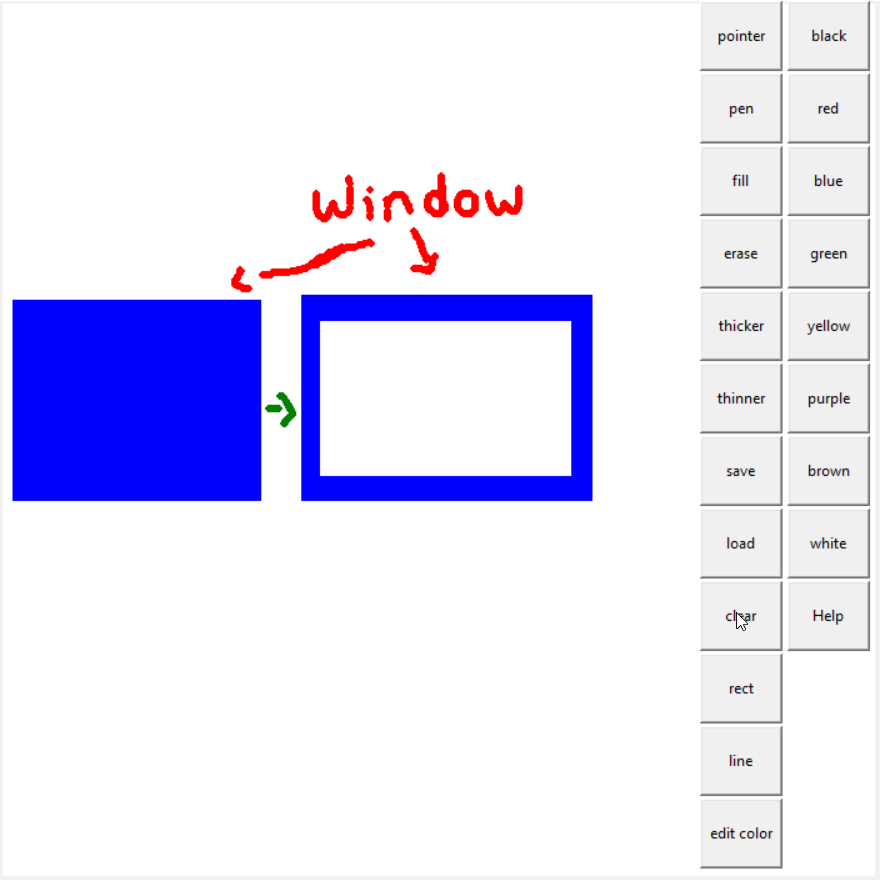 pointer black
pen red
fill blue
Window
erase green
thicker yellow
thinner purple
save brown
load white
clear Help
rect
line
edit color